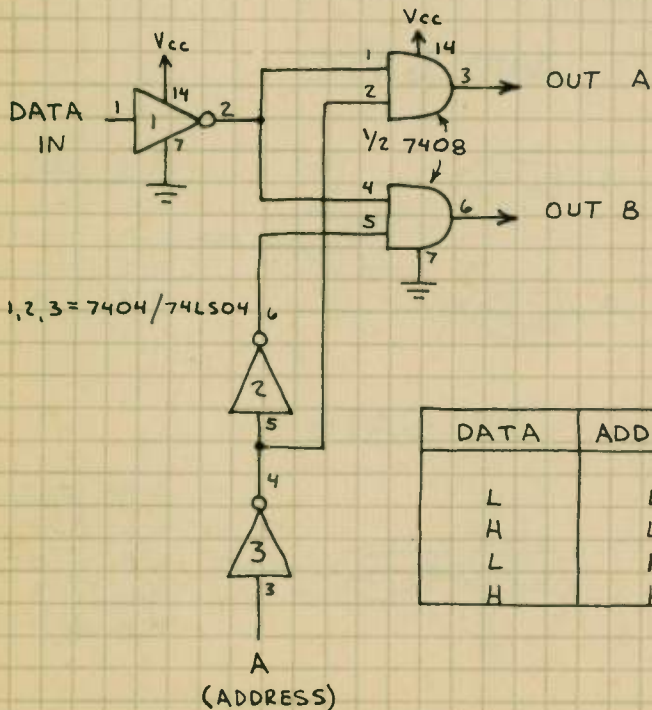 Vcc
14
DATA IN
1
1
2
7
Vcc
14
1
2
3
OUT A
1/2 7408
4
5
6
OUT B
7
1,2,3 = 7404/74LS04
6
2
5
4
3
3
A
(ADDRESS)
DATA
L
H
L
H